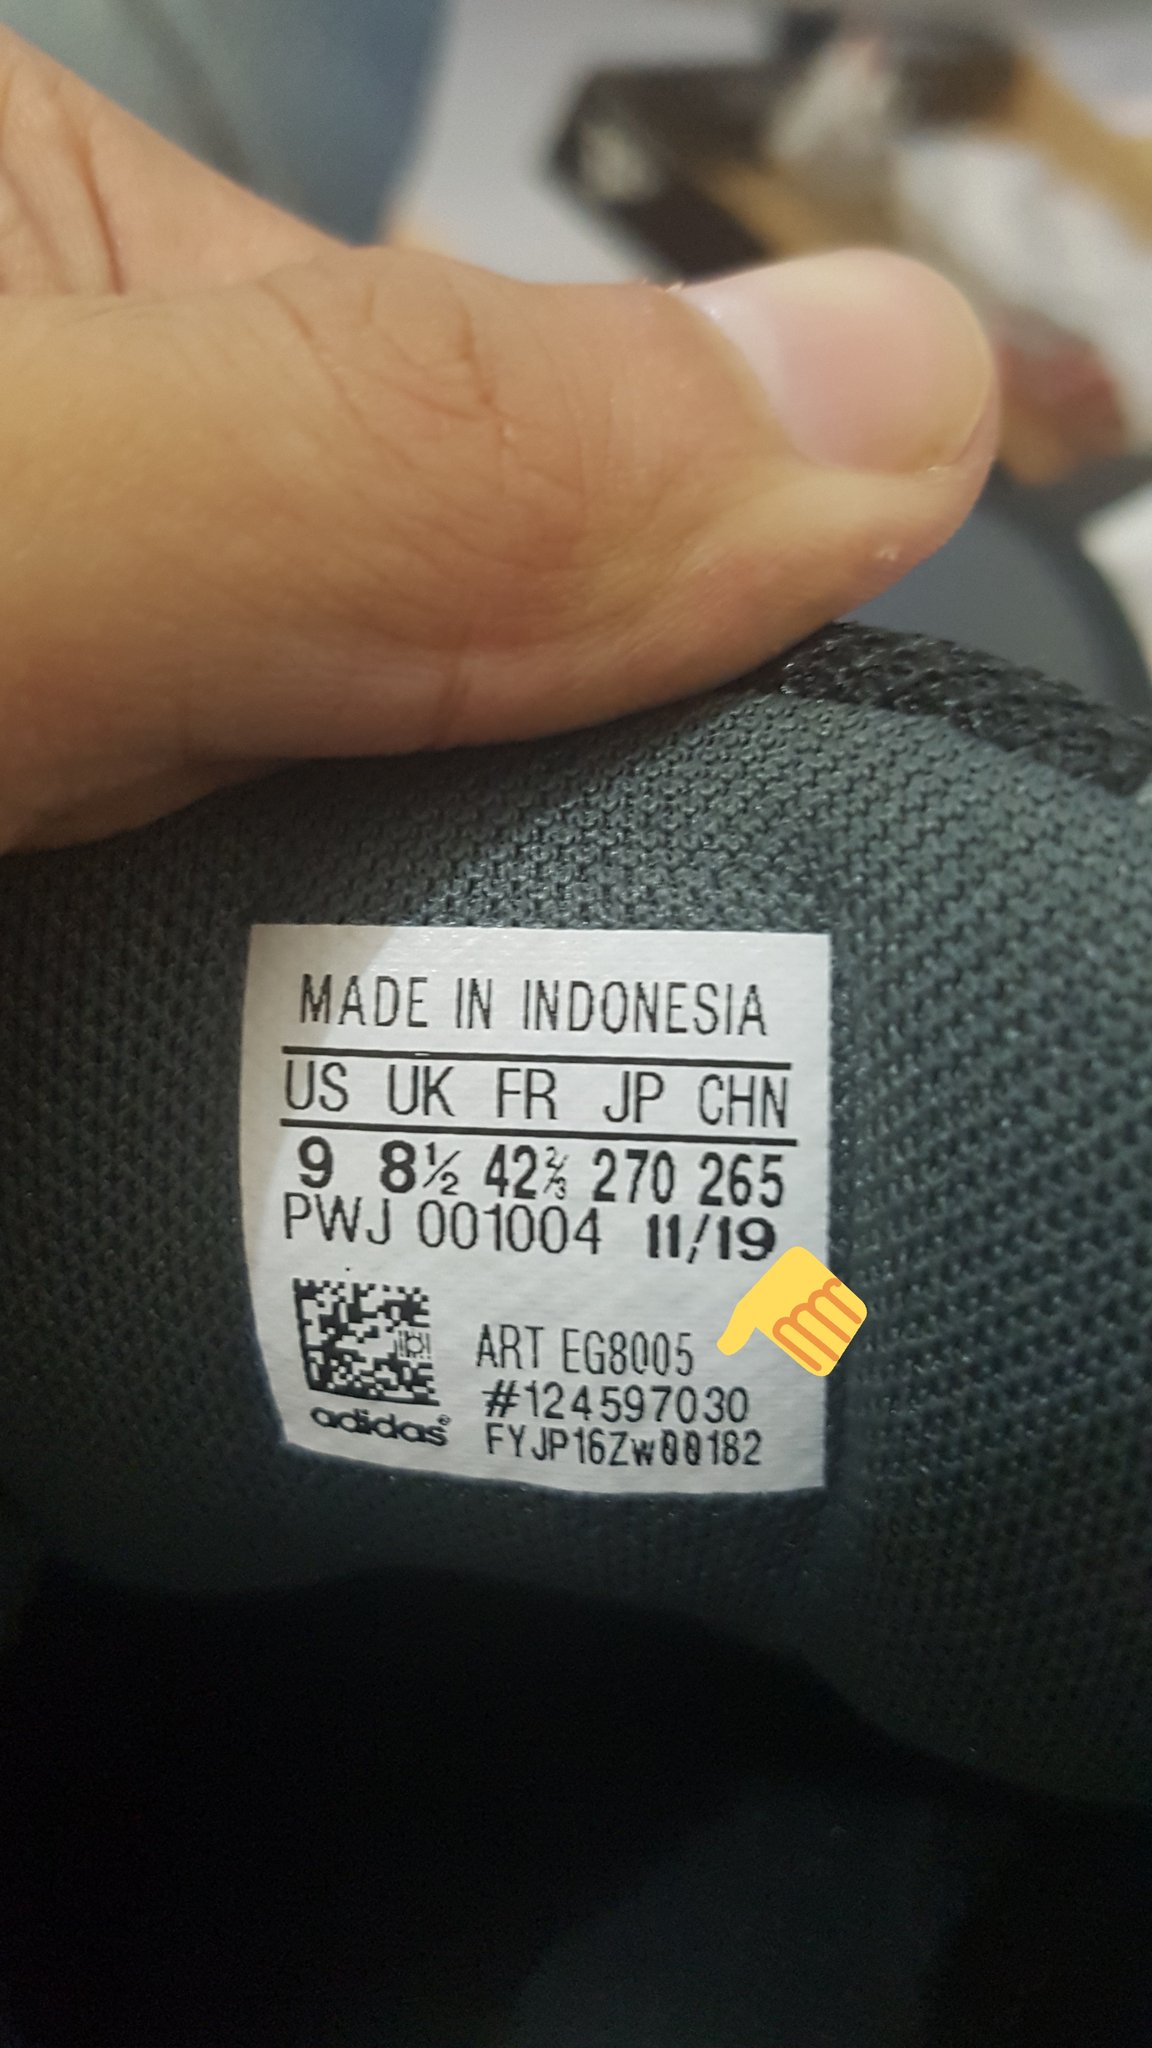 MADE IN INDONESIA
US UK FR JP CHN
9 8½ 42⅔ 270 265
PWJ 001004 11/19
ART EG8005
#124597030
adidas® FYJP16Zw00182